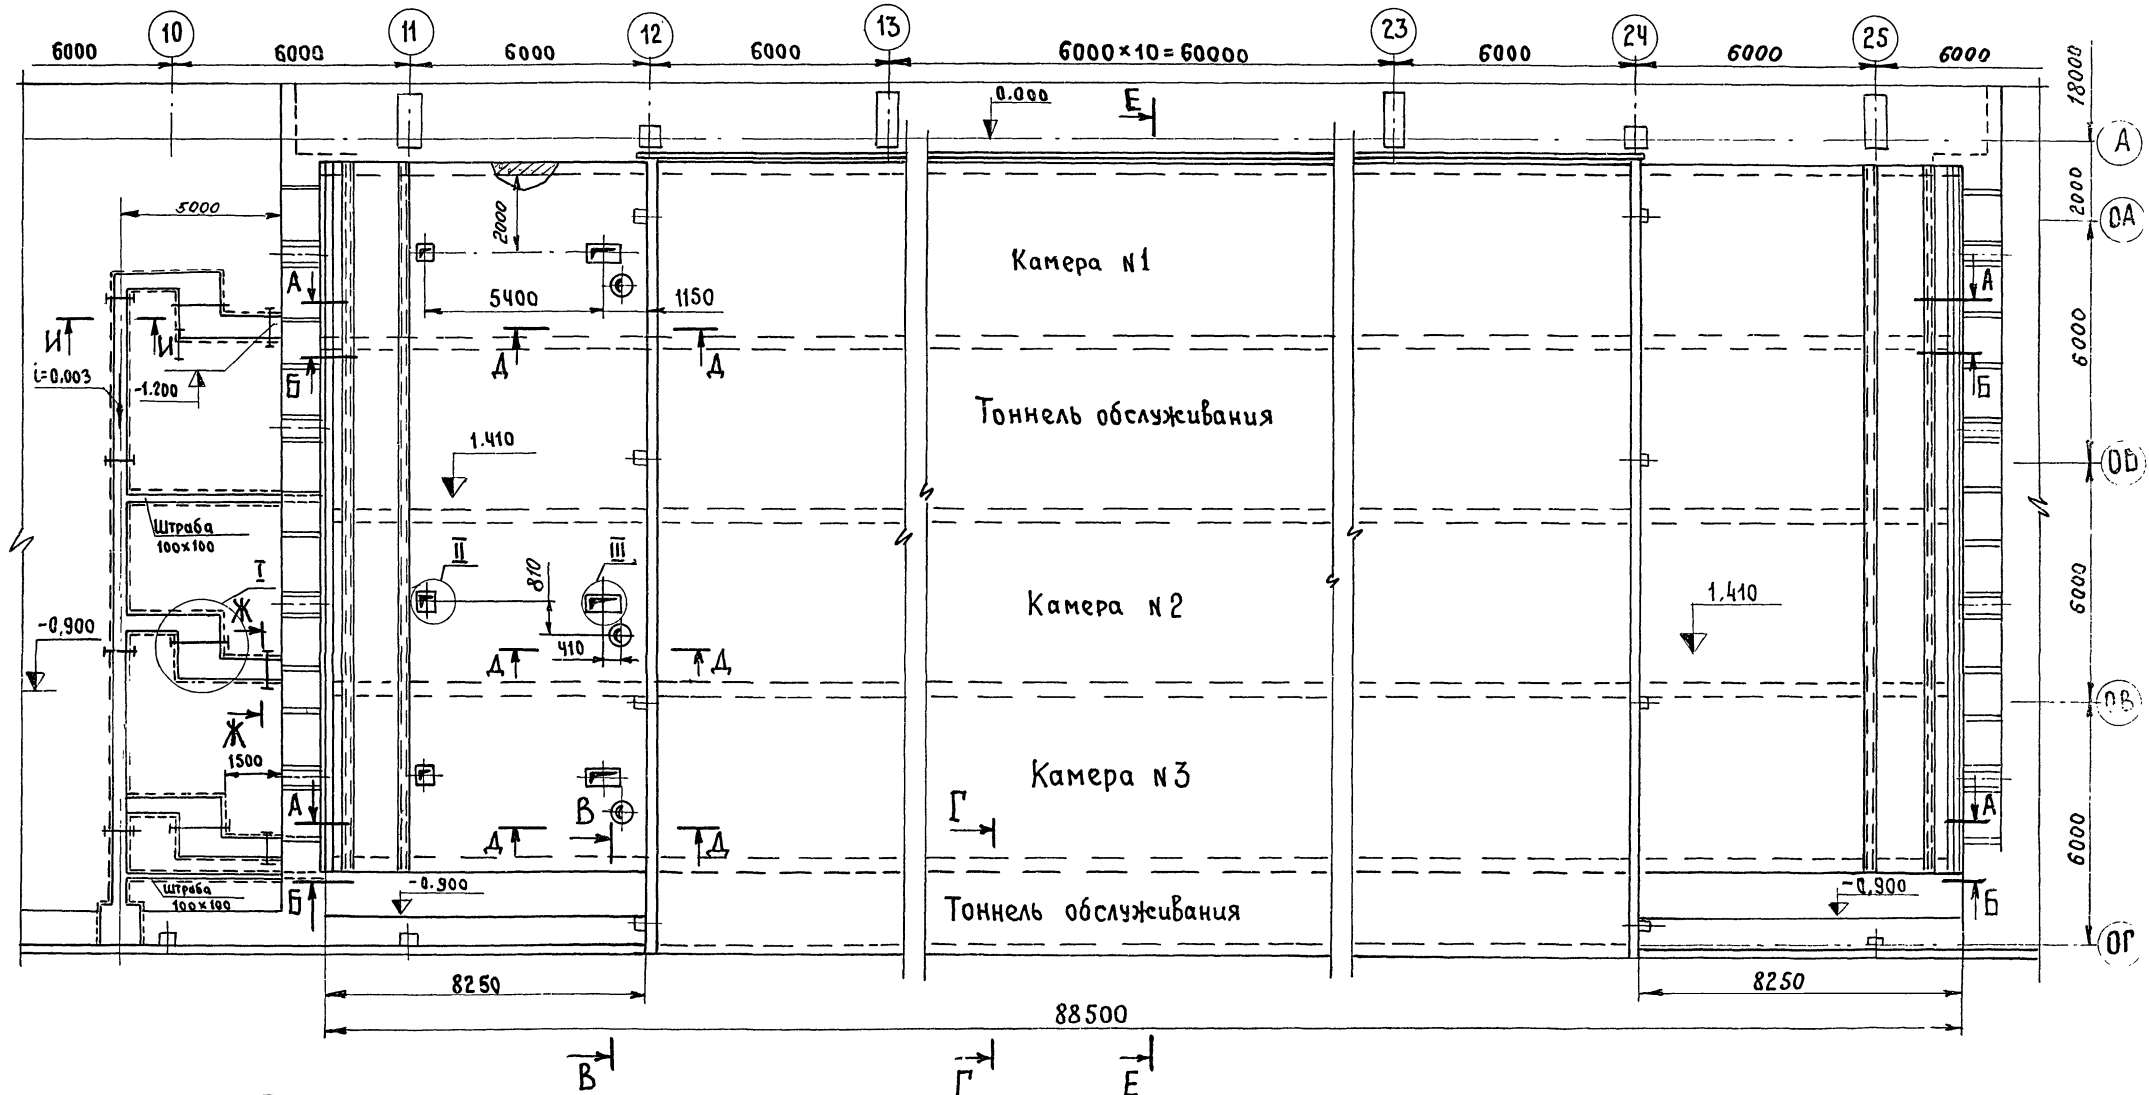 10 11 12 13 23 24 25
6000 6000 6000 6000 6000×10=60000 6000 6000 6000
18000
0.000
Е
А
5000
2000
2000
0А
Камера N1
А
А
5400
1150
И И
Д Д
6000
i=0.003
-1.200
Б
Б
Тоннель обслуживания
1.410
0Б
Штраба
100×100
II
III
I
810
6000
Ж
Камера N2
1.410
-0,900
410
Д Д
0В
Ж
1500
Камера N3
А
В
Г
А
Д Д
6000
Штраба
100×100
Б
-0.900
-0,900
Б
Тоннель обслуживания
0Г
8250
8250
88500
В Г Е